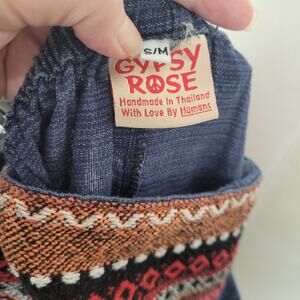 S/M
GYPSY
ROSE
Handmade In Thailand
With Love By Humans